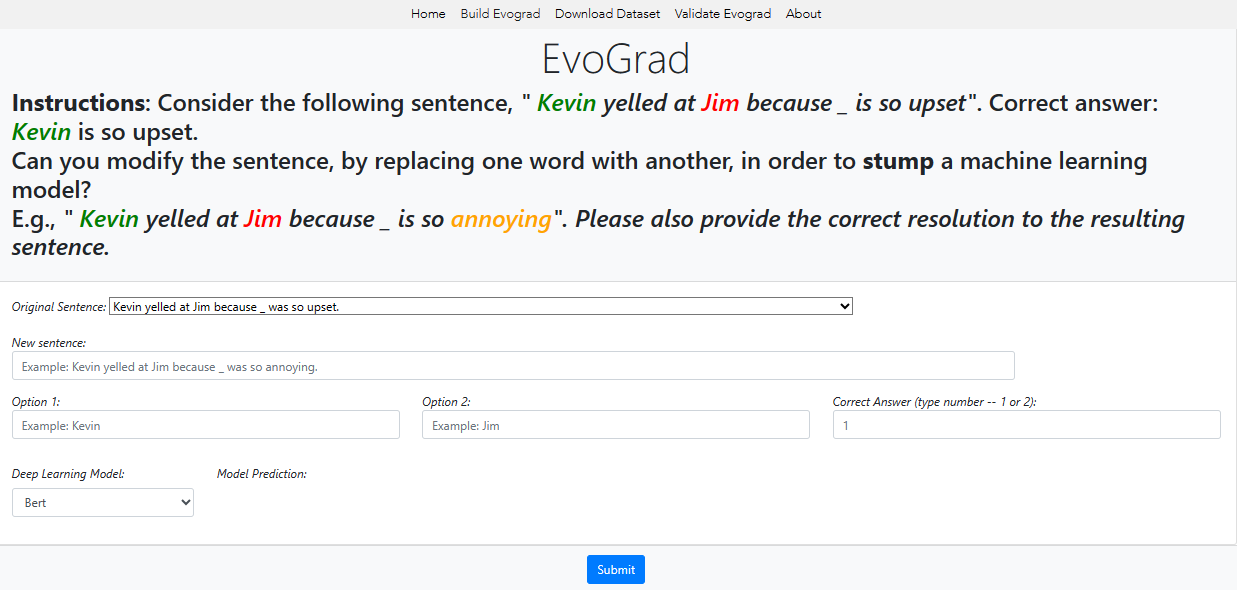 Home Build Evograd Download Dataset Validate Evograd About
EvoGrad
Instructions: Consider the following sentence, " Kevin yelled at Jim because _ is so upset". Correct answer:
Kevin is so upset.
Can you modify the sentence, by replacing one word with another, in order to stump a machine learning
model?
E.g., " Kevin yelled at Jim because _ is so annoying". Please also provide the correct resolution to the resulting
sentence.
Original Sentence: Kevin yelled at Jim because _ was so upset.
New sentence:
Example: Kevin yelled at Jim because _ was so annoying.
Option 1: Option 2: Correct Answer (type number -- 1 or 2):
Example: Kevin Example: Jim 1
Deep Learning Model: Model Prediction:
Bert
Submit